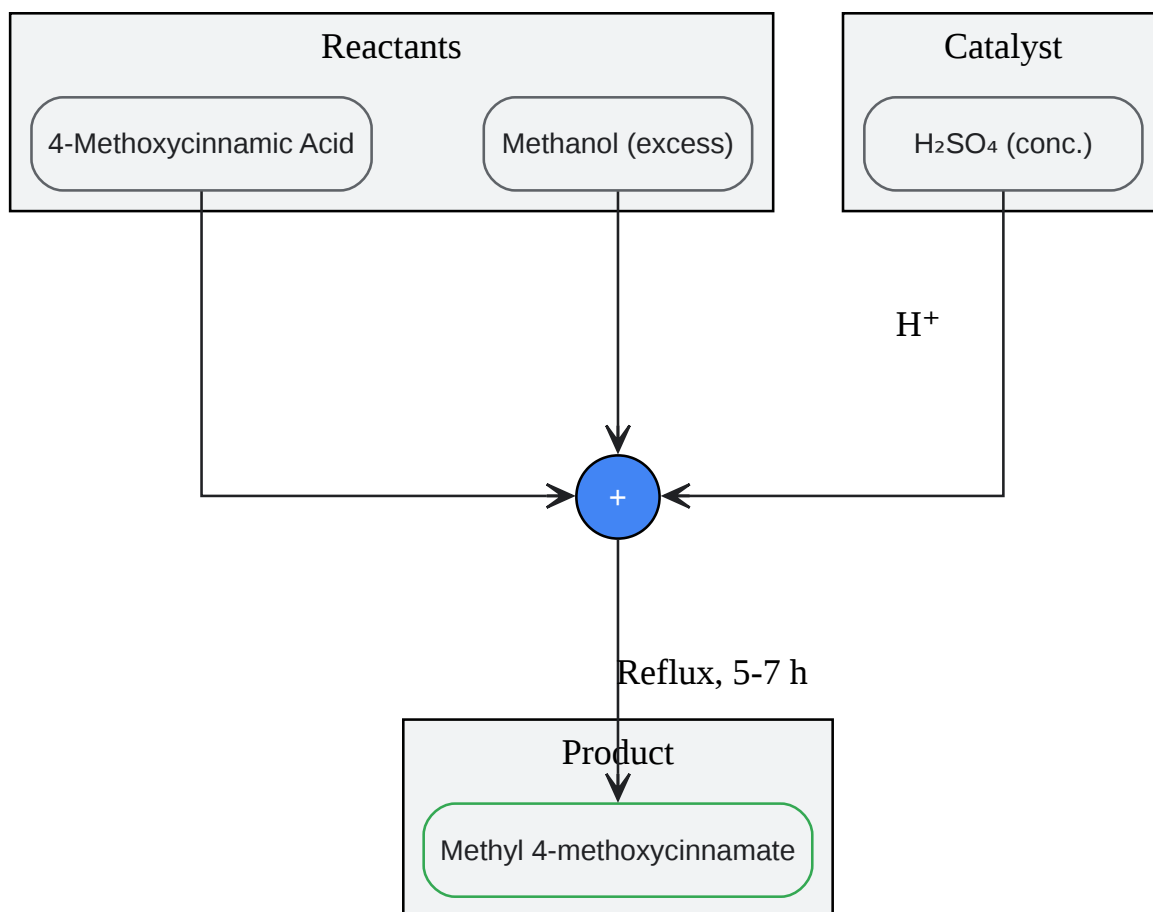 Reactants
Catalyst
4-Methoxycinnamic Acid
Methanol (excess)
H₂SO₄ (conc.)
H⁺
+
Reflux, 5-7 h
Product
Methyl 4-methoxycinnamate